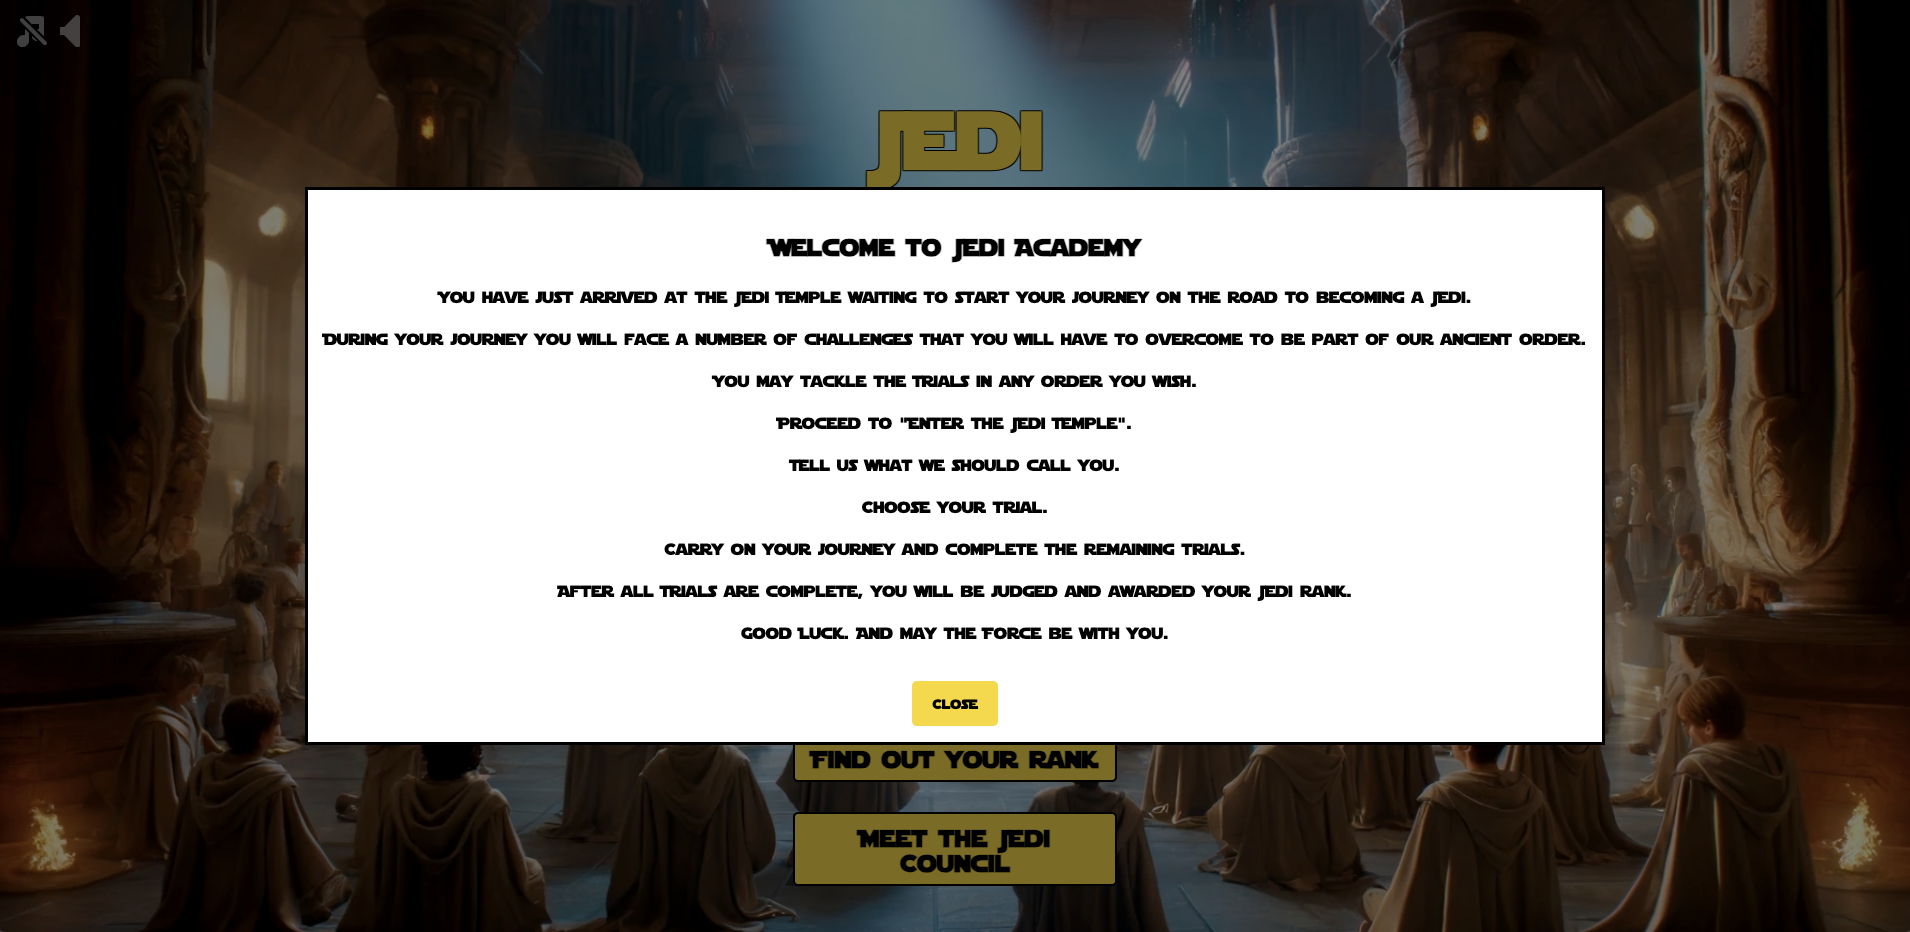 JEDI
Welcome to Jedi Academy
You have just arrived at the Jedi Temple waiting to start your journey on the road to becoming a Jedi.
During your journey you will face a number of challenges that you will have to overcome to be part of our ancient order.
You may tackle the Trials in any order you wish.
Proceed to "Enter the Jedi Temple".
Tell us what we should call you.
Choose your trial.
Carry on your journey and complete the remaining trials.
After all Trials are complete, you will be judged and awarded your Jedi rank.
Good Luck. And may the Force be with you.
Close
Find out your rank
Meet the Jedi
Council